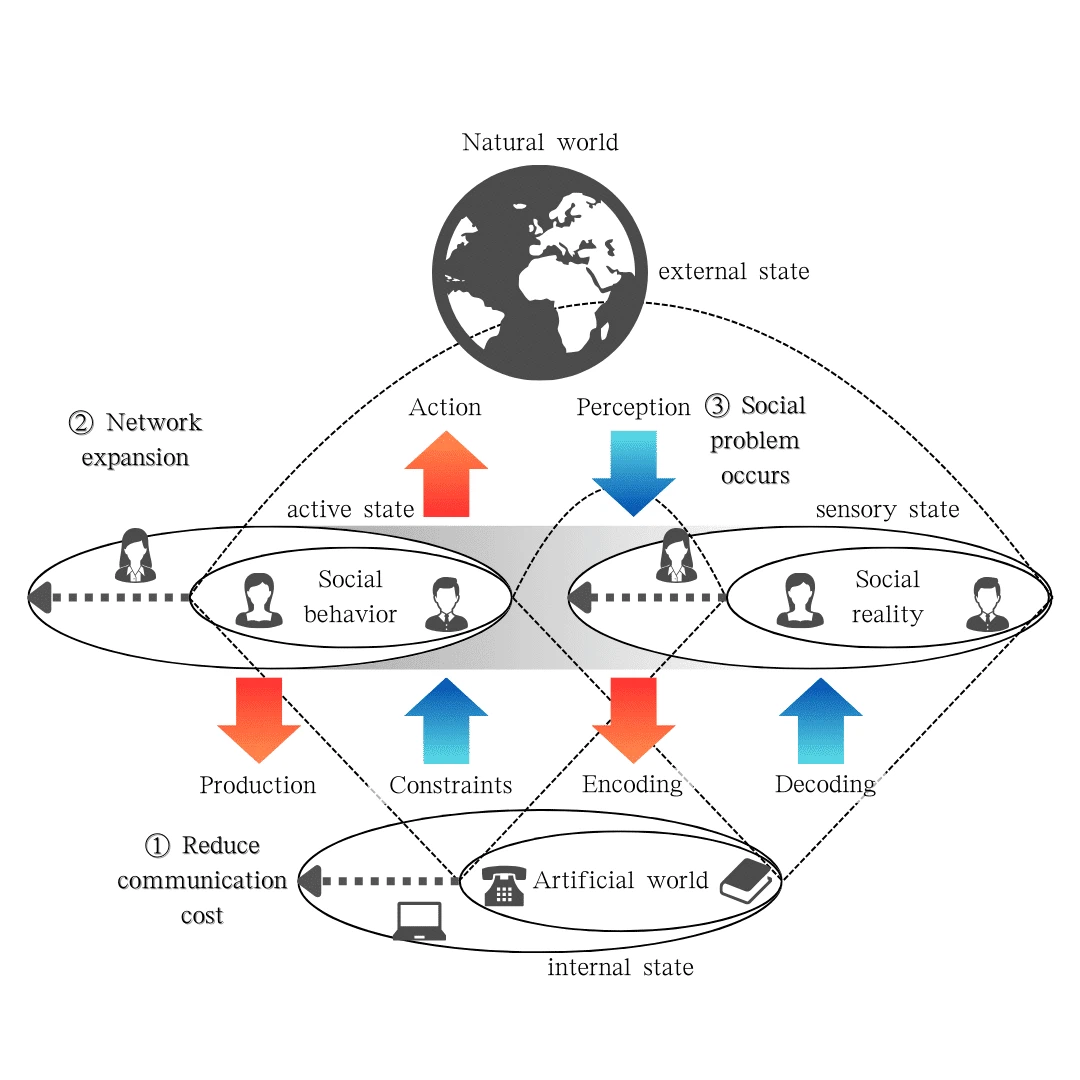 Natural world
external state
Action
Perception
③ Social
problem
occurs
② Network
expansion
active state
sensory state
Social
behavior
Social
reality
Production
Constraints
Encoding
Decoding
① Reduce
communication
cost
Artificial world
internal state